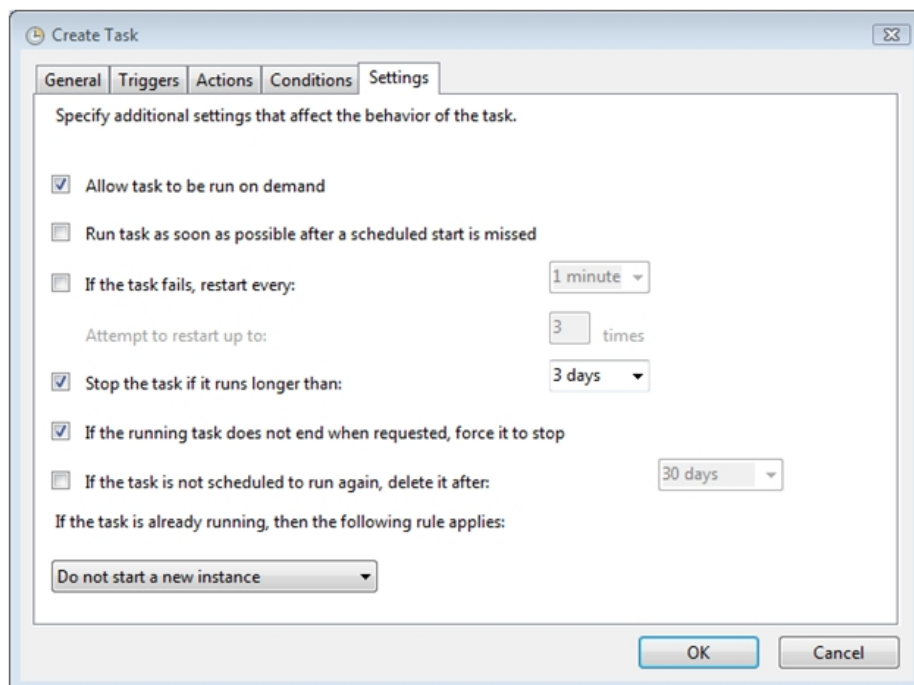 Create Task
General Triggers Actions Conditions Settings
Specify additional settings that affect the behavior of the task.
Allow task to be run on demand
Run task as soon as possible after a scheduled start is missed
If the task fails, restart every: 1 minute
Attempt to restart up to: 3 times
Stop the task if it runs longer than: 3 days
If the running task does not end when requested, force it to stop
If the task is not scheduled to run again, delete it after: 30 days
If the task is already running, then the following rule applies:
Do not start a new instance
OK Cancel